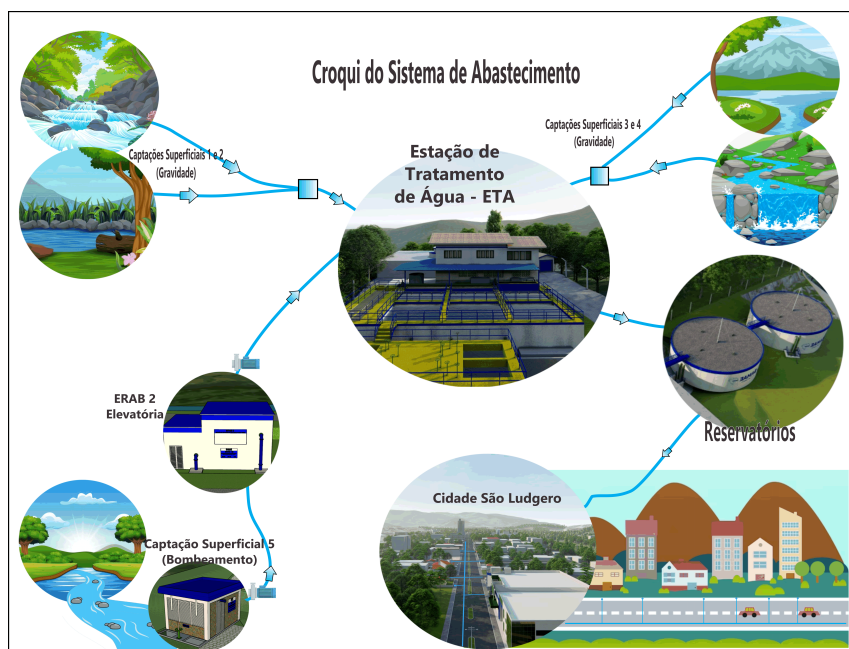 Croqui do Sistema de Abastecimento
Captações Superficiais 1 e 2
(Gravidade)
Captações Superficiais 3 e 4
(Gravidade)
Estação de
Tratamento
de Água - ETA
ERAB 2
Elevatória
Reservatórios
Cidade São Ludgero
Captação Superficial 5
(Bombeamento)